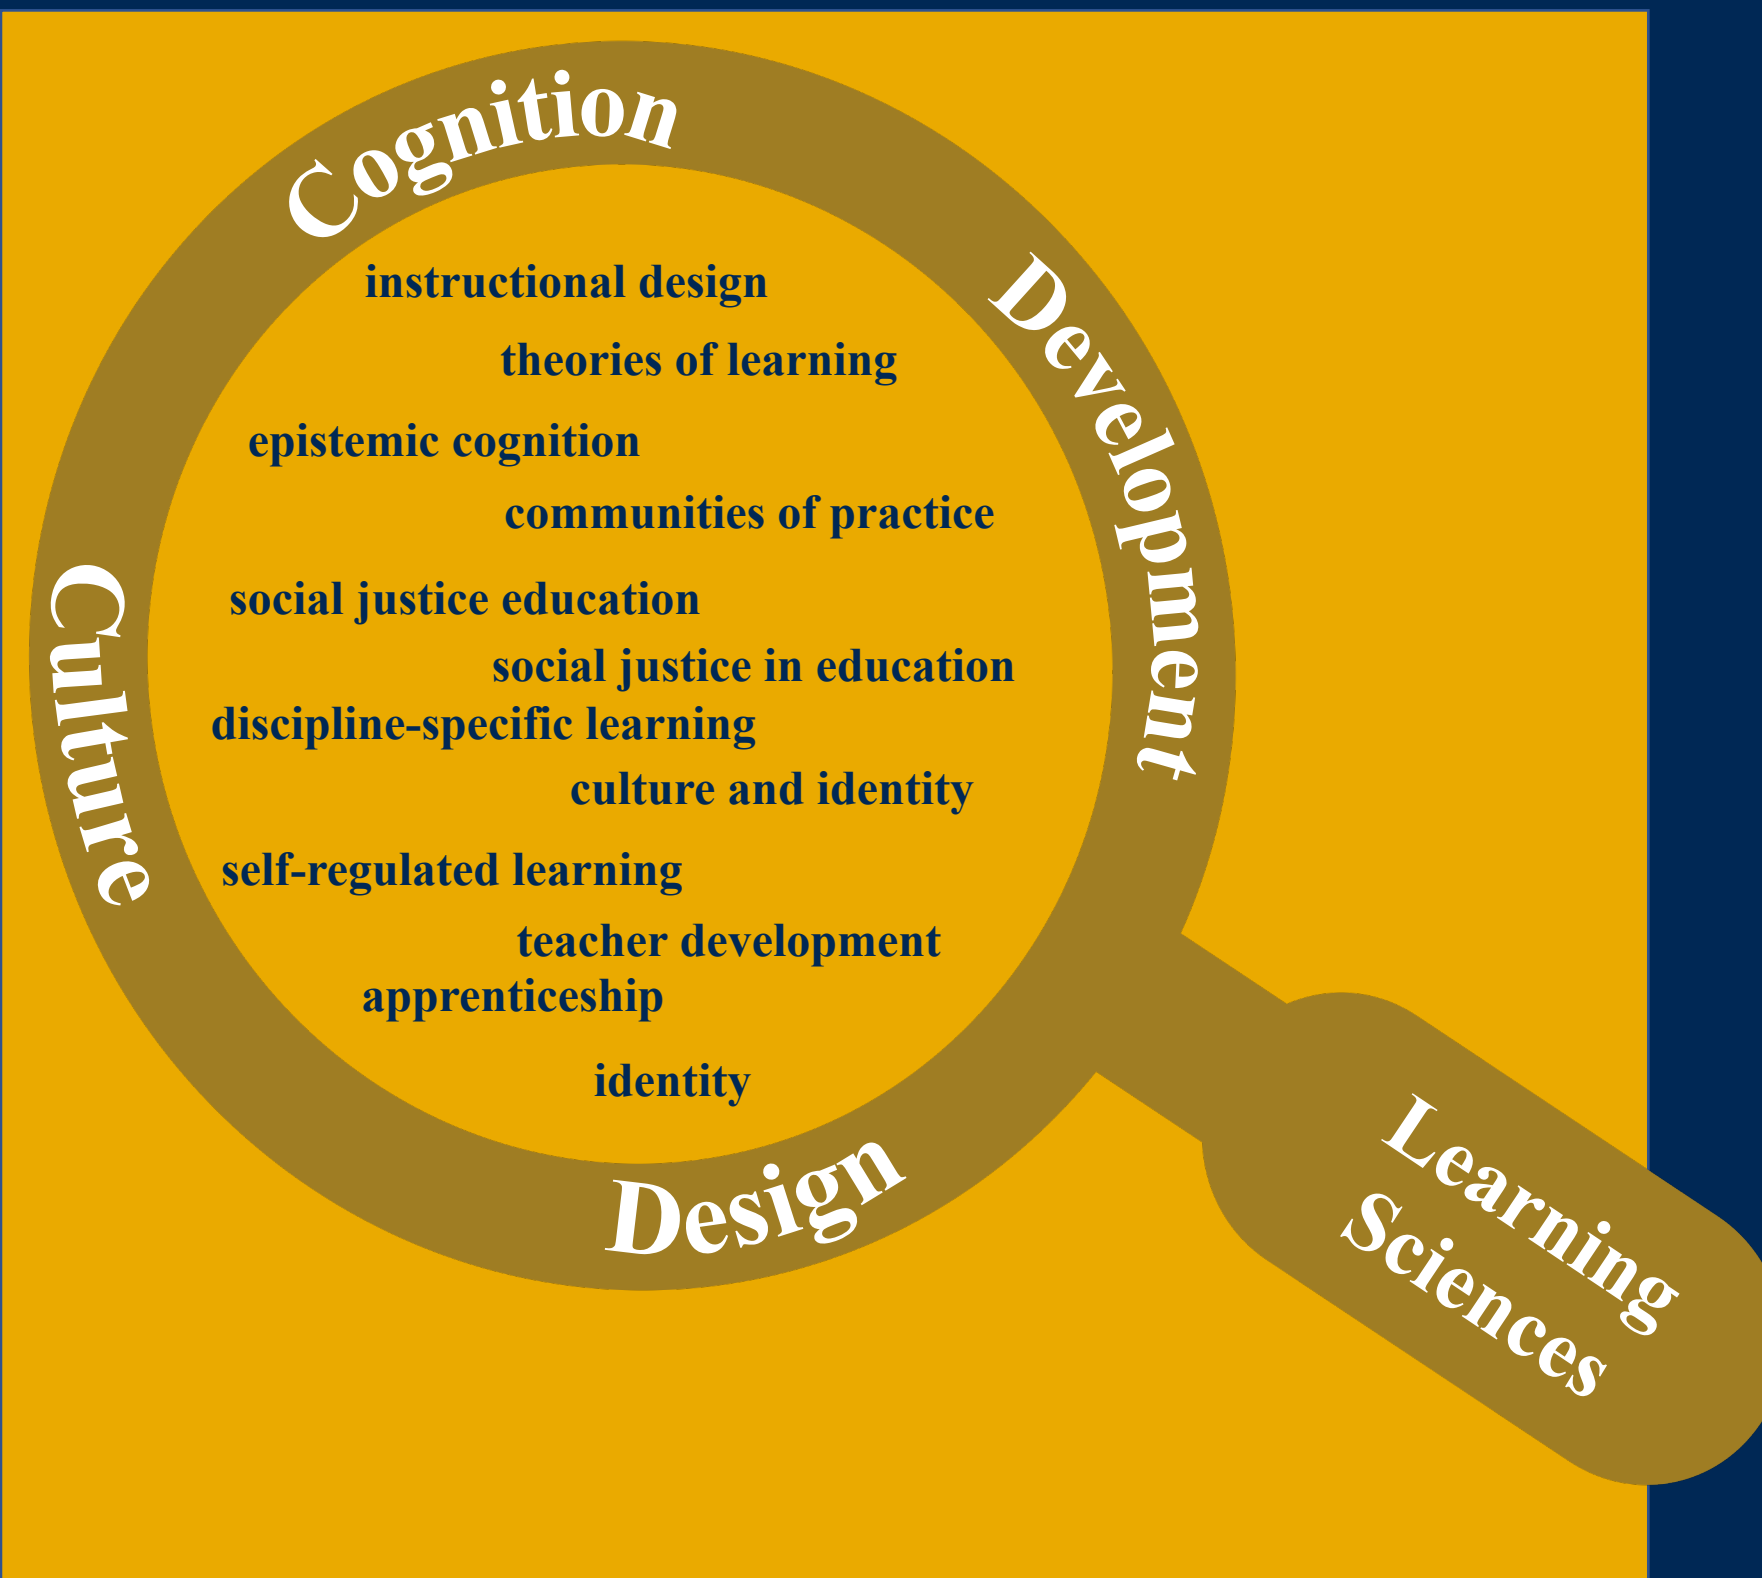 Cognition
Development
instructional design
theories of learning
epistemic cognition
communities of practice
social justice education
social justice in education
discipline-specific learning
culture and identity
self-regulated learning
teacher development
apprenticeship
identity
Culture
Design
Learning
Sciences